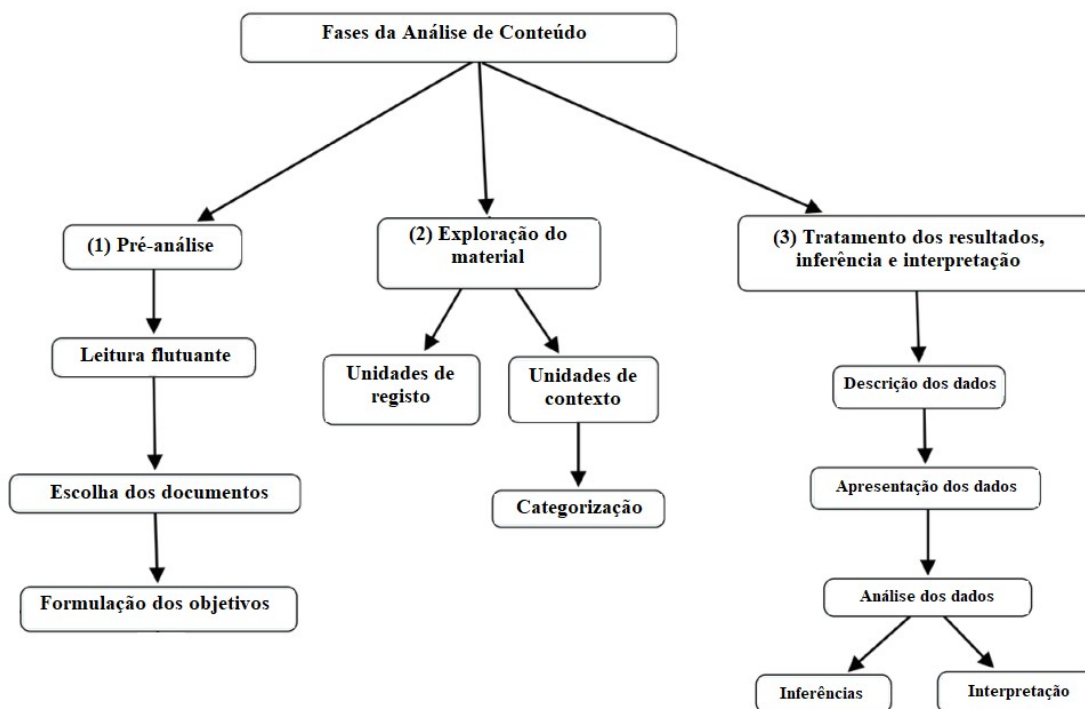 Fases da Análise de Conteúdo
(1) Pré-análise
Leitura flutuante
Escolha dos documentos
Formulação dos objetivos
(2) Exploração do
material
Unidades de
registo
Unidades de
contexto
Categorização
(3) Tratamento dos resultados,
inferência e interpretação
Descrição dos dados
Apresentação dos dados
Análise dos dados
Inferências
Interpretação